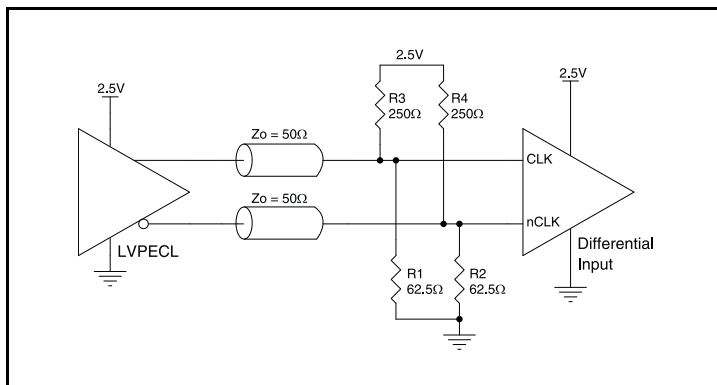 2.5V
2.5V
2.5V
R3
250Ω
R4
250Ω
Zo = 50Ω
CLK
Zo = 50Ω
nCLK
LVPECL
Differential
Input
R1
62.5Ω
R2
62.5Ω